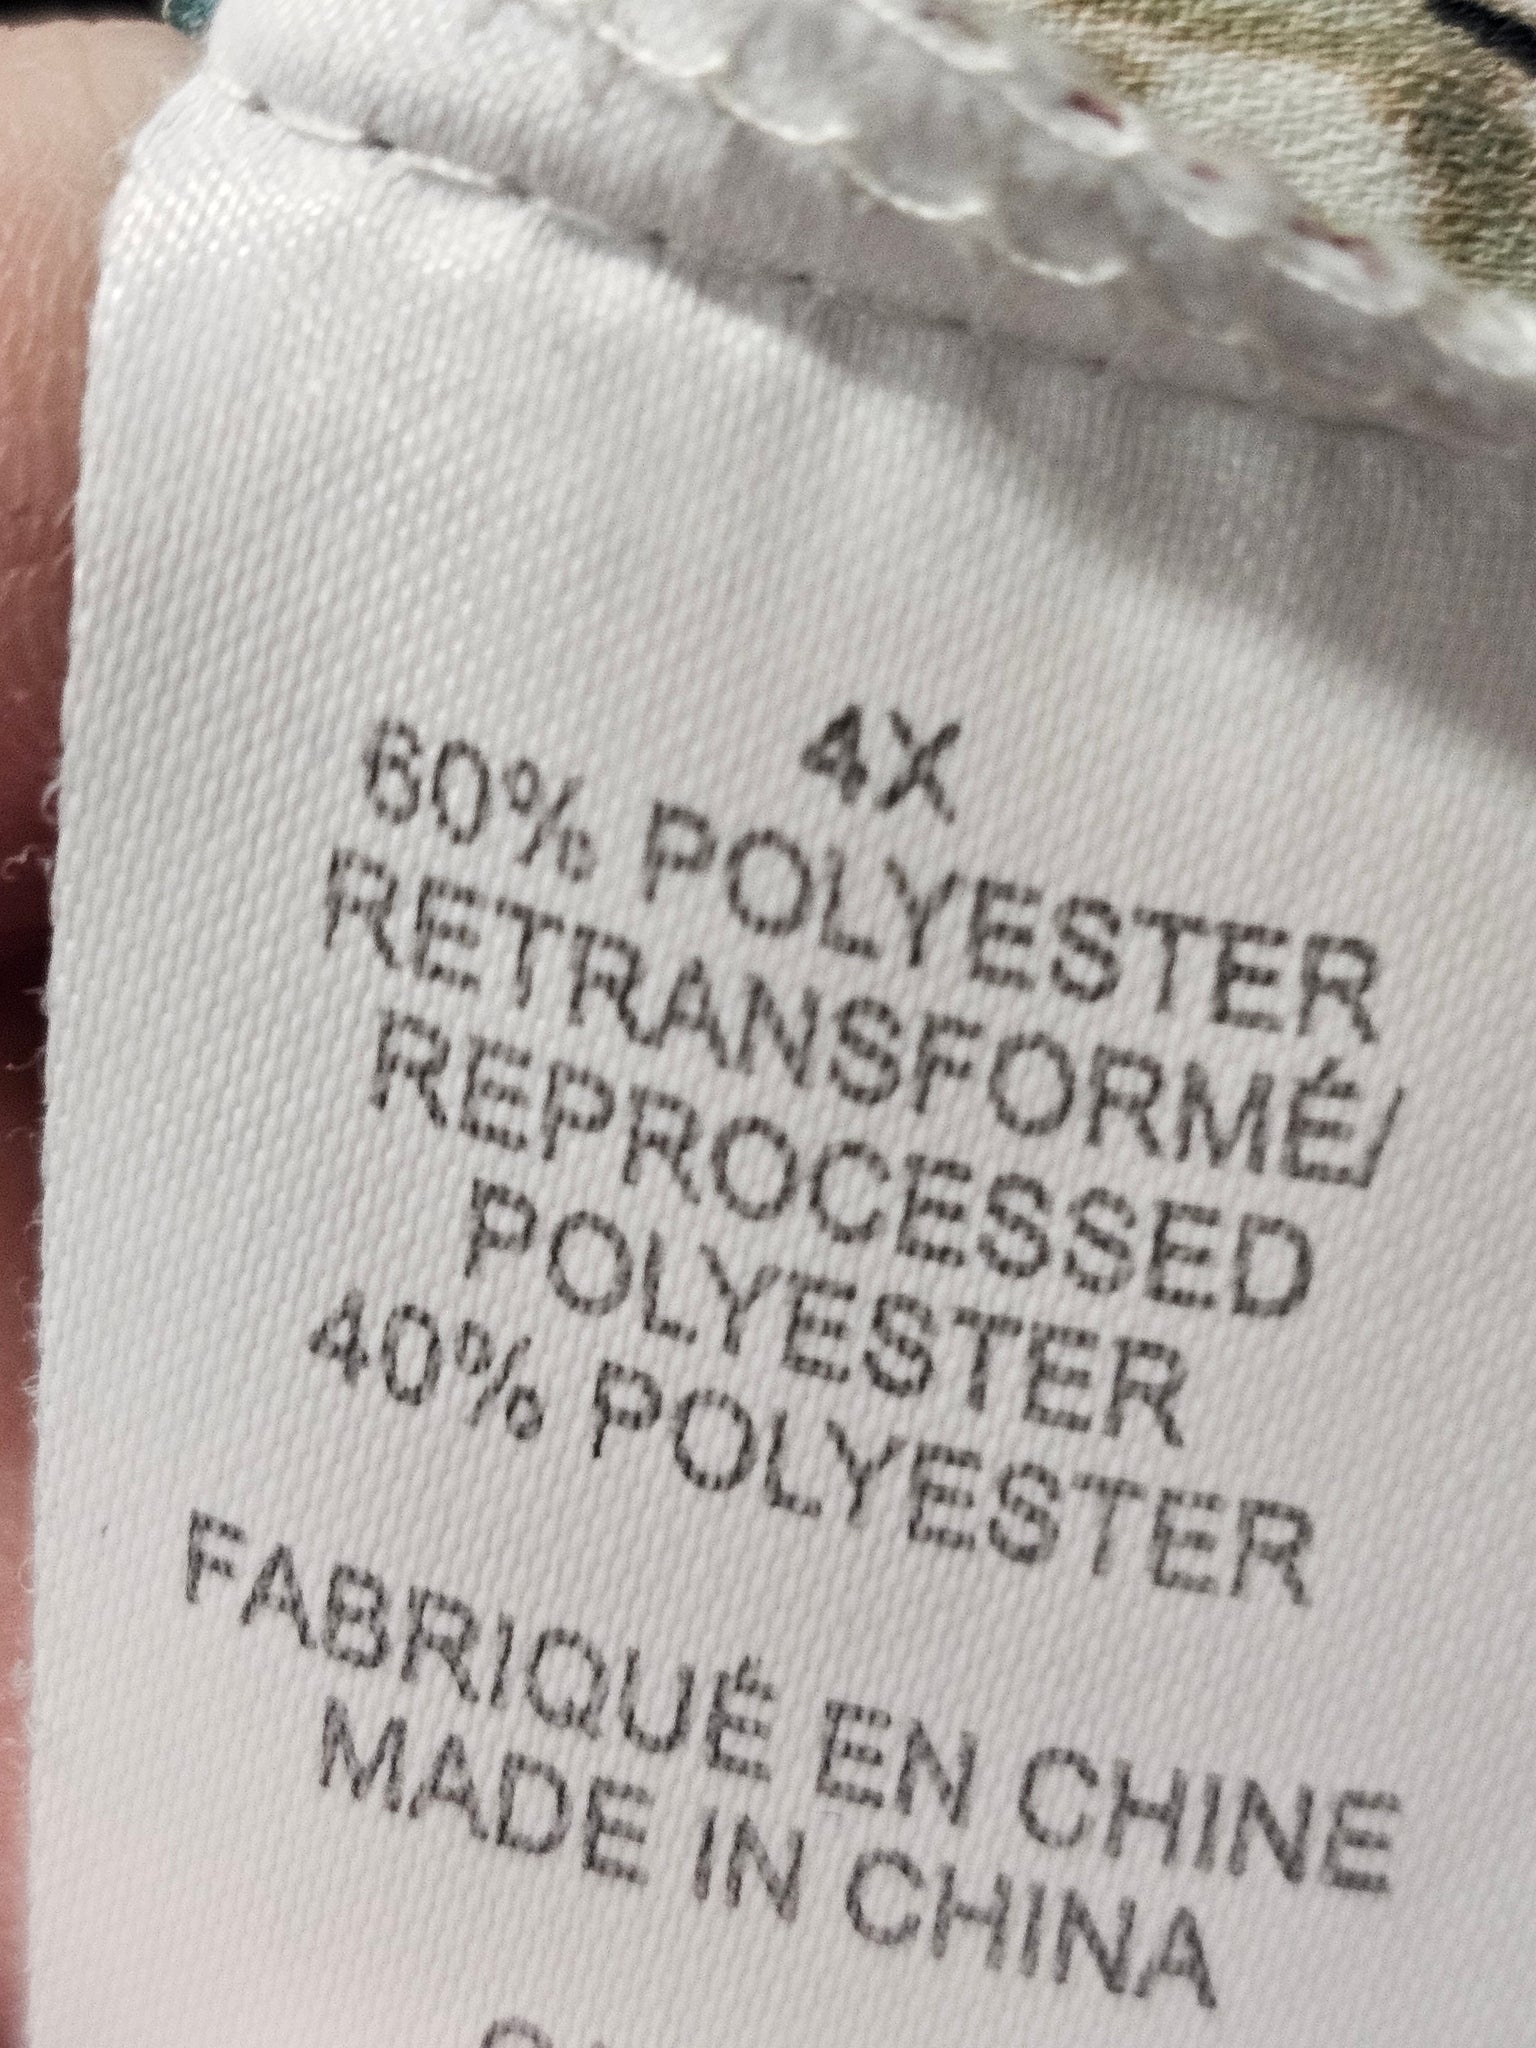 4X
60% POLYESTER
RETRANSFORMÉ/
REPROCESSED
POLYESTER
40% POLYESTER
FABRIQUÉ EN CHINE
MADE IN CHINA